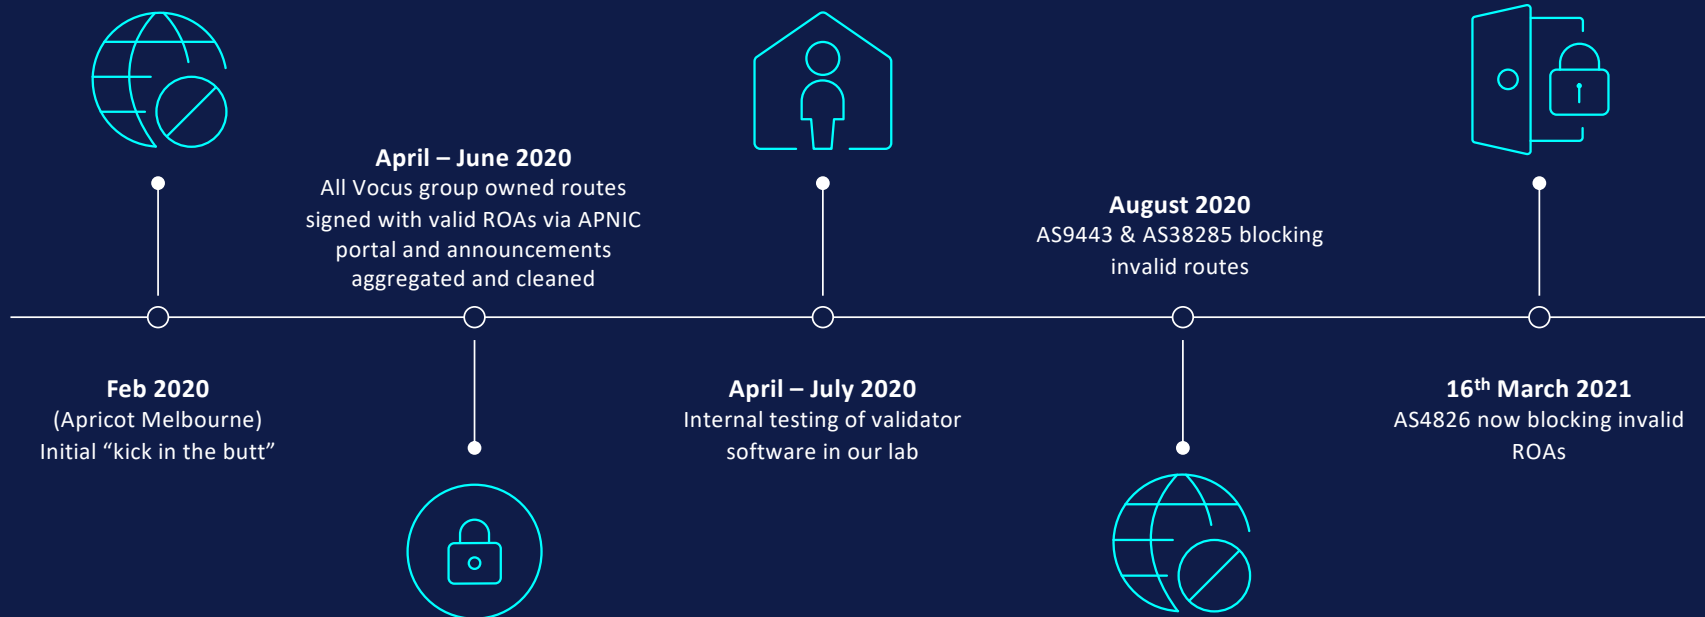 Feb 2020
(Apricot Melbourne)
Initial “kick in the butt”
April – June 2020
All Vocus group owned routes
signed with valid ROAs via APNIC
portal and announcements
aggregated and cleaned
April – July 2020
Internal testing of validator
software in our lab
August 2020
AS9443 & AS38285 blocking
invalid routes
16th March 2021
AS4826 now blocking invalid
ROAs